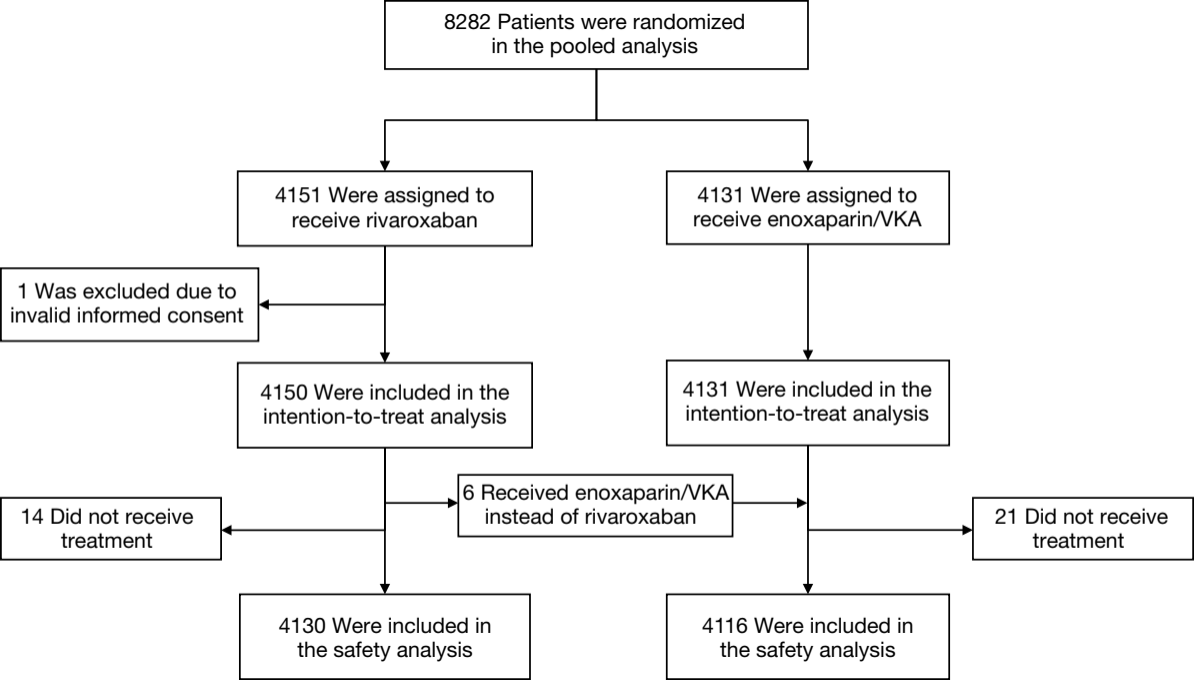 8282 Patients were randomized
in the pooled analysis
4151 Were assigned to
receive rivaroxaban
4131 Were assigned to
receive enoxaparin/VKA
1 Was excluded due to
invalid informed consent
4150 Were included in the
intention-to-treat analysis
4131 Were included in the
intention-to-treat analysis
14 Did not receive
treatment
6 Received enoxaparin/VKA
instead of rivaroxaban
21 Did not receive
treatment
4130 Were included in
the safety analysis
4116 Were included in
the safety analysis